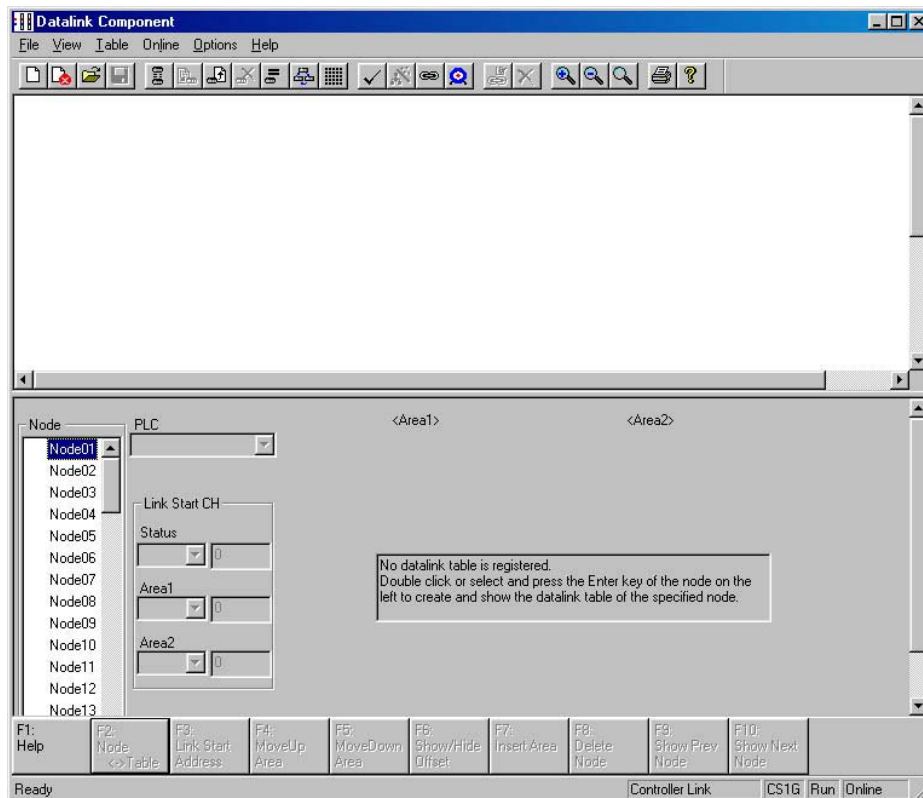 Datalink Component
File View Table Online Options Help
Node
PLC
<Area1>
<Area2>
Node01
Node02
Node03
Node04
Node05
Node06
Node07
Node08
Node09
Node10
Node11
Node12
Node13
Link Start CH
Status
0
Area1
0
Area2
0
No datalink table is registered.
Double click or select and press the Enter key of the node on the
left to create and show the datalink table of the specified node.
F1:
Help
F2:
Node
<->Table
F3:
Link Start
Address
F4:
MoveUp
Area
F5:
MoveDown
Area
F6:
Show/Hide
Offset
F7:
Insert Area
F8:
Delete
Node
F9:
Show Prev
Node
F10:
Show Next
Node
Ready
Controller Link
CS1G
Run
Online